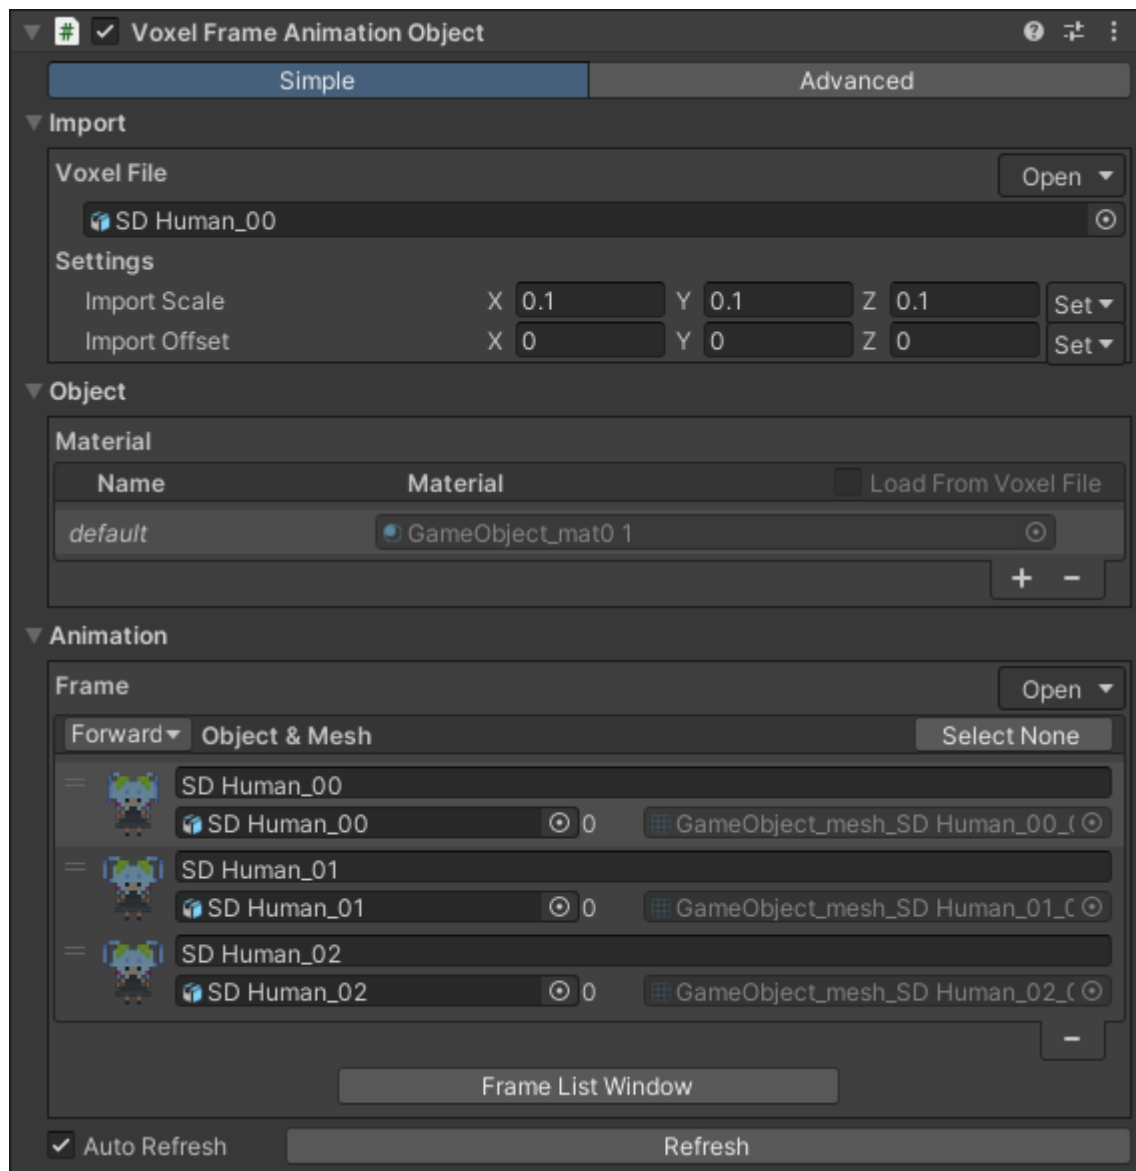 # Voxel Frame Animation Object
Simple Advanced
Import
Voxel File Open
SD Human_00
Settings
Import Scale X 0.1 Y 0.1 Z 0.1 Set
Import Offset X 0 Y 0 Z 0 Set
Object
Material
Name Material Load From Voxel File
default GameObject_mat0 1
+ -
Animation
Frame Open
Forward Object & Mesh Select None
SD Human_00
SD Human_00 0 GameObject_mesh_SD Human_00_
SD Human_01
SD Human_01 0 GameObject_mesh_SD Human_01_
SD Human_02
SD Human_02 0 GameObject_mesh_SD Human_02_
-
Frame List Window
Auto Refresh Refresh